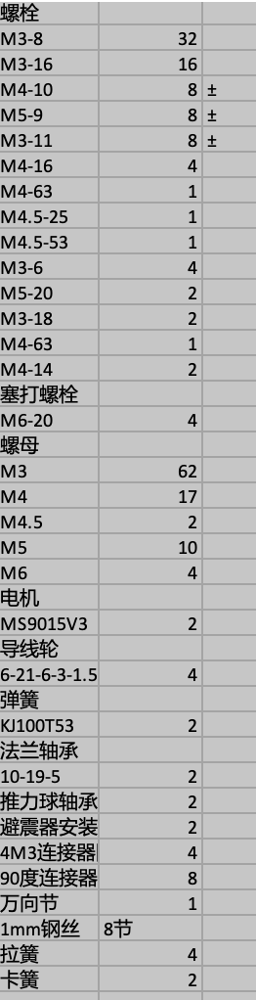 螺栓
M3-8 32
M3-16 16
M4-10 8 ±
M5-9 8 ±
M3-11 8 ±
M4-16 4
M4-63 1
M4.5-25 1
M4.5-53 1
M3-6 4
M5-20 2
M3-18 2
M4-63 1
M4-14 2
塞打螺栓
M6-20 4
螺母
M3 62
M4 17
M4.5 2
M5 10
M6 4
电机
MS9015V3 2
导线轮
6-21-6-3-1.5 4
弹簧
KJ100T53 2
法兰轴承
10-19-5 2
推力球轴承 2
避震器安装 2
4M3连接器 4
90度连接器 8
万向节 1
1mm钢丝 8节
拉簧 4
卡簧 2